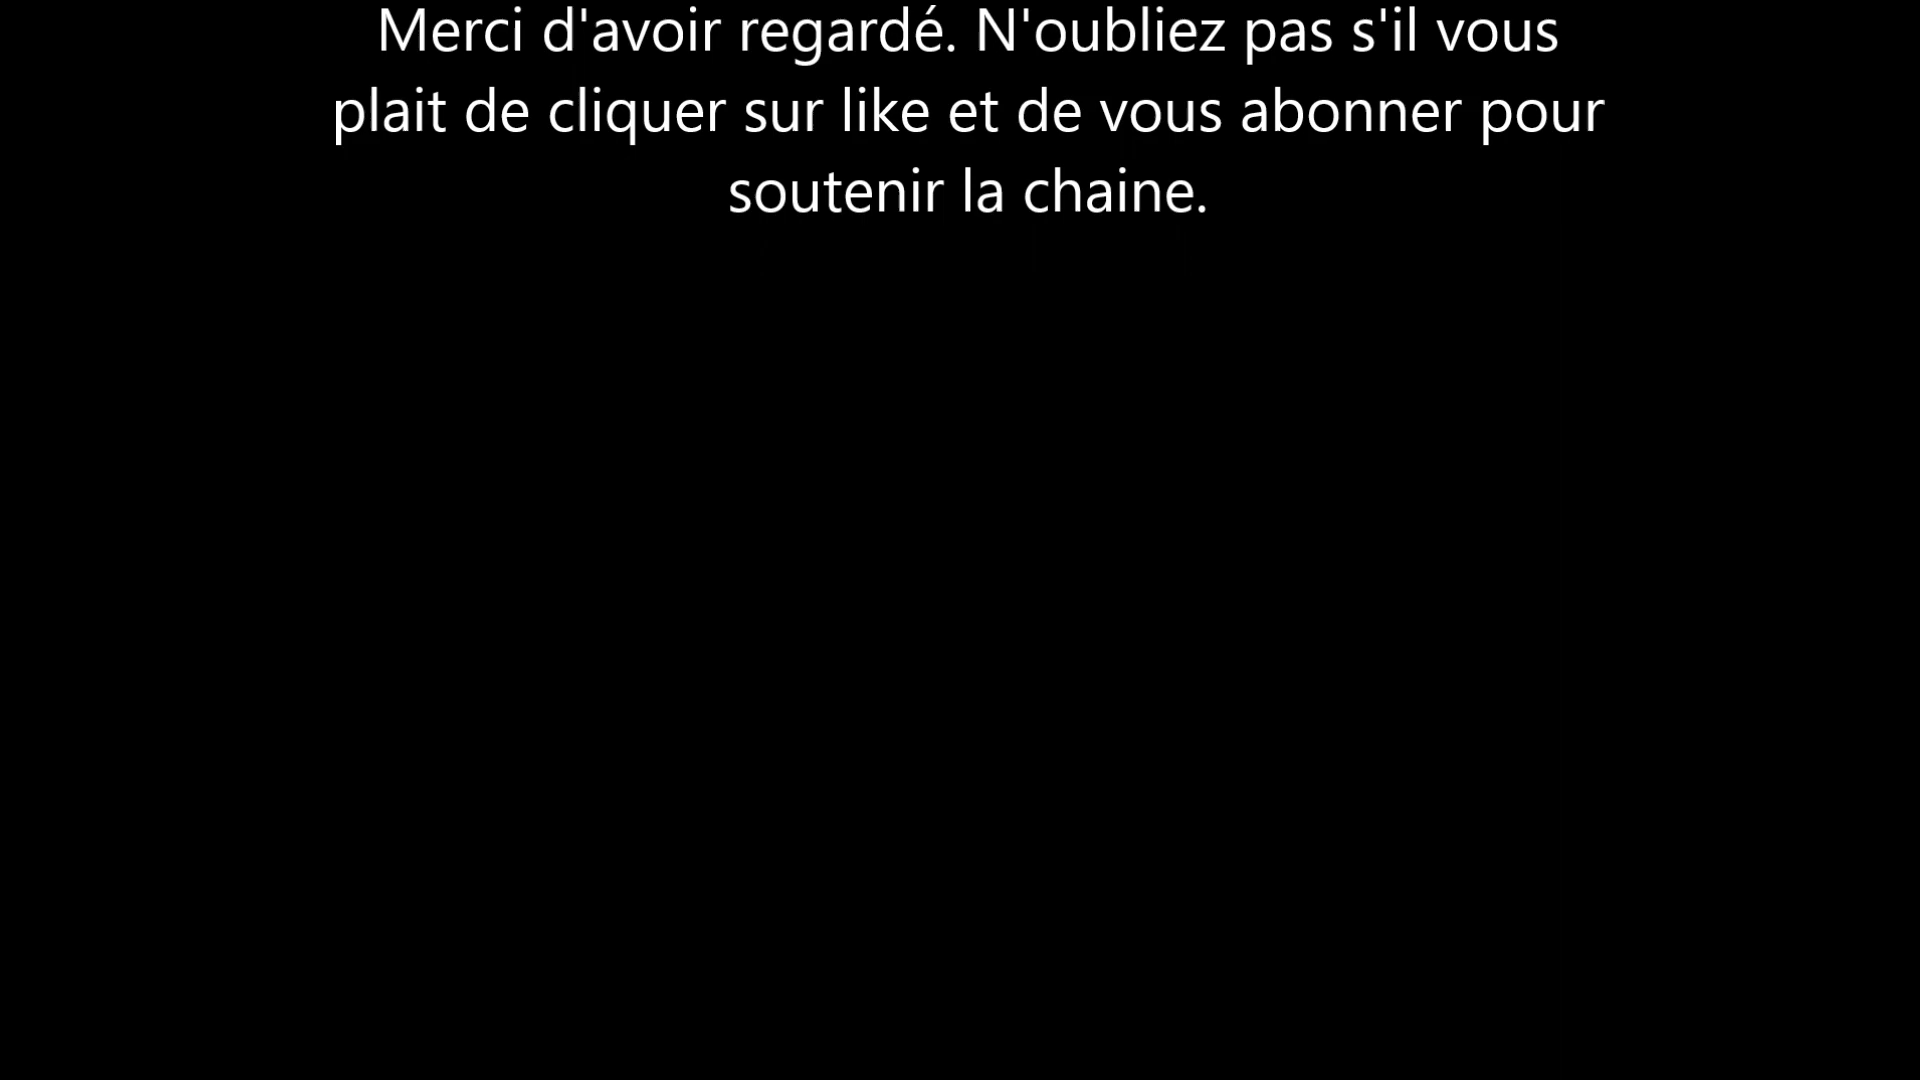 Merci d'avoir regardé. N'oubliez pas s'il vous
plait de cliquer sur like et de vous abonner pour
soutenir la chaine.